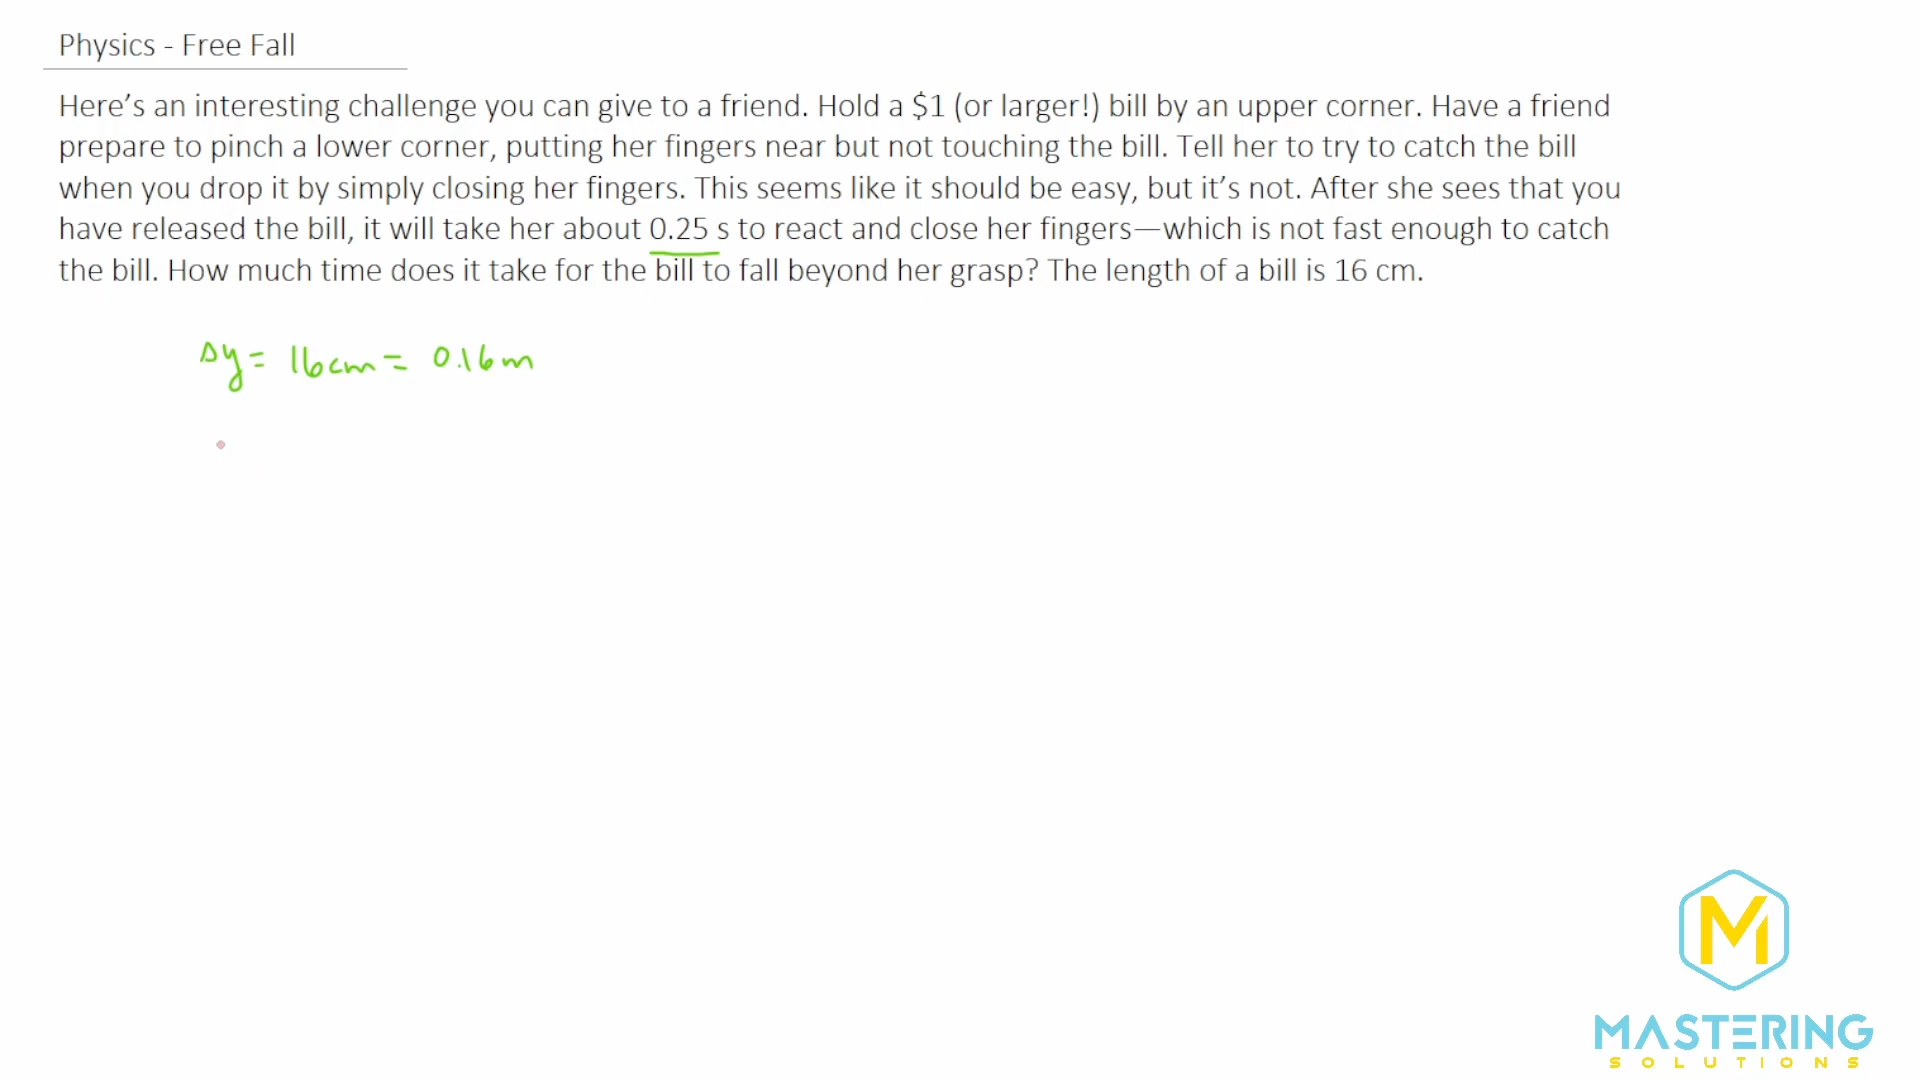 Physics - Free Fall
Here’s an interesting challenge you can give to a friend. Hold a $1 (or larger!) bill by an upper corner. Have a friend
prepare to pinch a lower corner, putting her fingers near but not touching the bill. Tell her to try to catch the bill
when you drop it by simply closing her fingers. This seems like it should be easy, but it’s not. After she sees that you
have released the bill, it will take her about 0.25 s to react and close her fingers—which is not fast enough to catch
the bill. How much time does it take for the bill to fall beyond her grasp? The length of a bill is 16 cm.
Δy = 16cm = 0.16m
M
MASTERING
SOLUTIONS